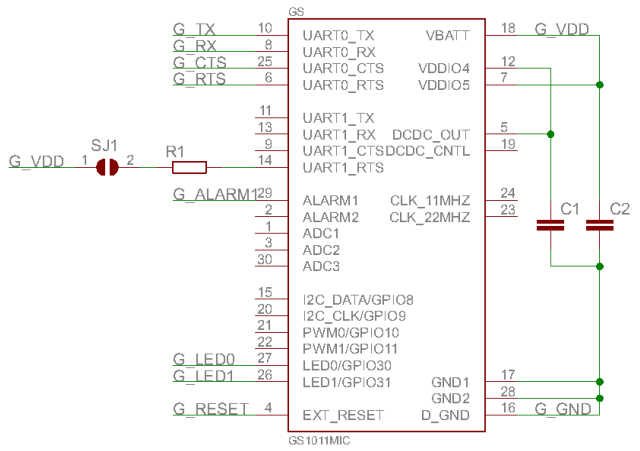 GS
G_TX 10 UART0_TX VBATT 18 G_VDD
G_RX 8 UART0_RX
G_CTS 25 UART0_CTS VDDIO4 12
G_RTS 6 UART0_RTS VDDIO5 7
11 UART1_TX
13 UART1_RX DCDC_OUT 5
9 UART1_CTS DCDC_CNTL 19
SJ1 R1
G_VDD 1 2 14 UART1_RTS
G_ALARM1 29 ALARM1 CLK_11MHZ 24
2 ALARM2 CLK_22MHZ 23
C1 C2
1 ADC1
3 ADC2
30 ADC3
15 I2C_DATA/GPIO8
20 I2C_CLK/GPIO9
21 PWM0/GPIO10
22 PWM1/GPIO11
G_LED0 27 LED0/GPIO30
G_LED1 26 LED1/GPIO31 GND1 17
GND2 28
G_RESET 4 EXT_RESET D_GND 16 G_GND
GS1011MIC